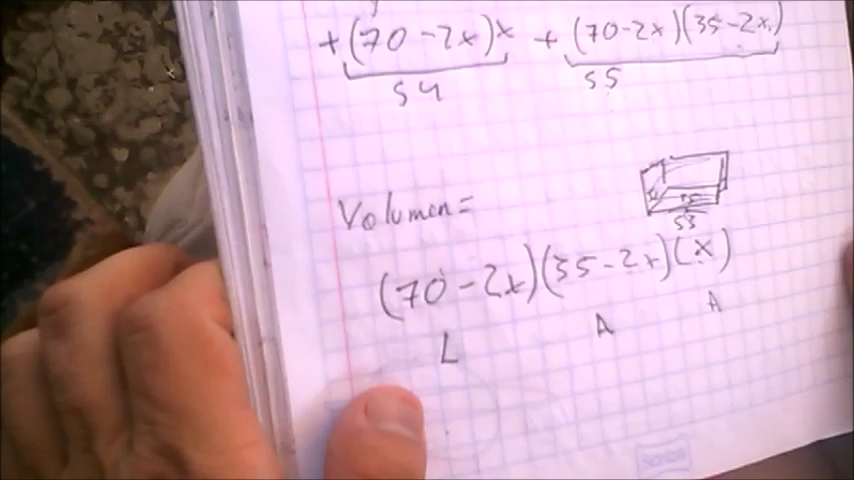 +(70-2x)x + (70-2x)(35-2x)
S4 S5
Volumen=
S3
(70-2x)(35-2x)(x)
L A A